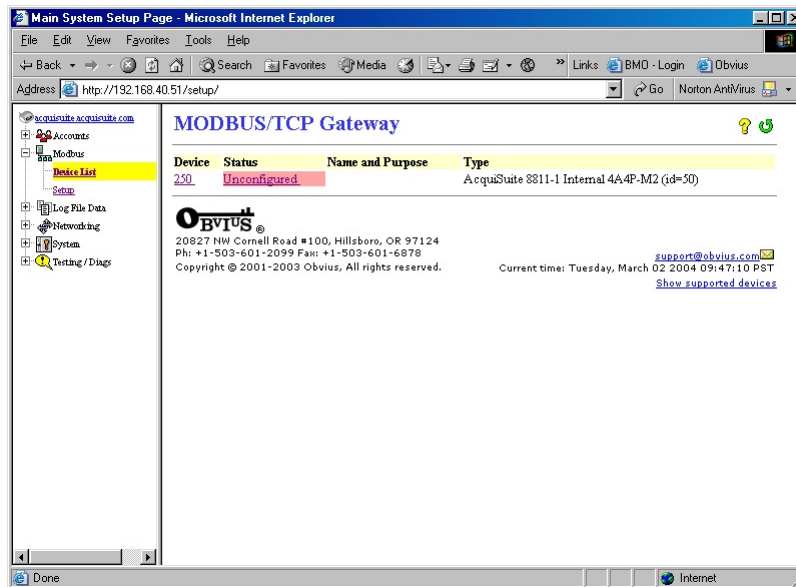 Main System Setup Page - Microsoft Internet Explorer
File Edit View Favorites Tools Help
Back Search Favorites Media » Links BMO - Login Obvius
Address http://192.168.40.51/setup/ Go Norton AntiVirus
acquisuite.acquisuite.com
Accounts
Modbus
Device List
Setup
Log File Data
Networking
System
Testing / Diags
MODBUS/TCP Gateway
Device Status Name and Purpose Type
250 Unconfigured AcquiSuite 8811-1 Internal 4A4P-M2 (id=50)
OBVIUS ®
20827 NW Cornell Road #100, Hillsboro, OR 97124
Ph: +1-503-601-2099 Fax: +1-503-601-6878
Copyright © 2001-2003 Obvius, All rights reserved.
support@obvius.com
Current time: Tuesday, March 02 2004 09:47:10 PST
Show supported devices
Done Internet